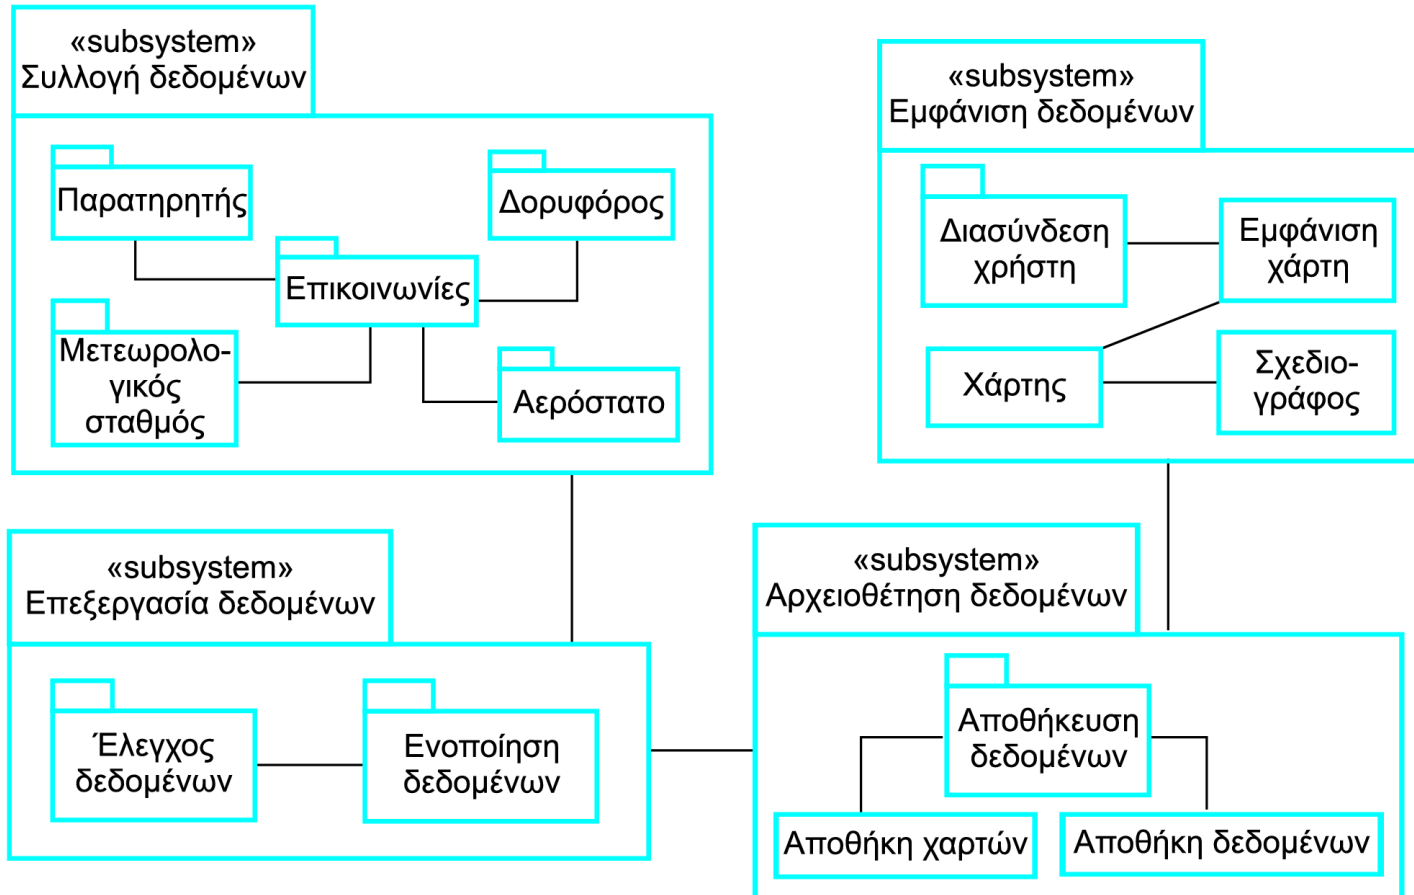 «subsystem»
Συλλογή δεδομένων
Παρατηρητής
Δορυφόρος
Επικοινωνίες
Μετεωρολο-
γικός
σταθμός
Αερόστατο
«subsystem»
Εμφάνιση δεδομένων
Διασύνδεση
χρήστη
Εμφάνιση
χάρτη
Χάρτης
Σχεδιο-
γράφος
«subsystem»
Επεξεργασία δεδομένων
Έλεγχος
δεδομένων
Ενοποίηση
δεδομένων
«subsystem»
Αρχειοθέτηση δεδομένων
Αποθήκευση
δεδομένων
Αποθήκη χαρτών
Αποθήκη δεδομένων